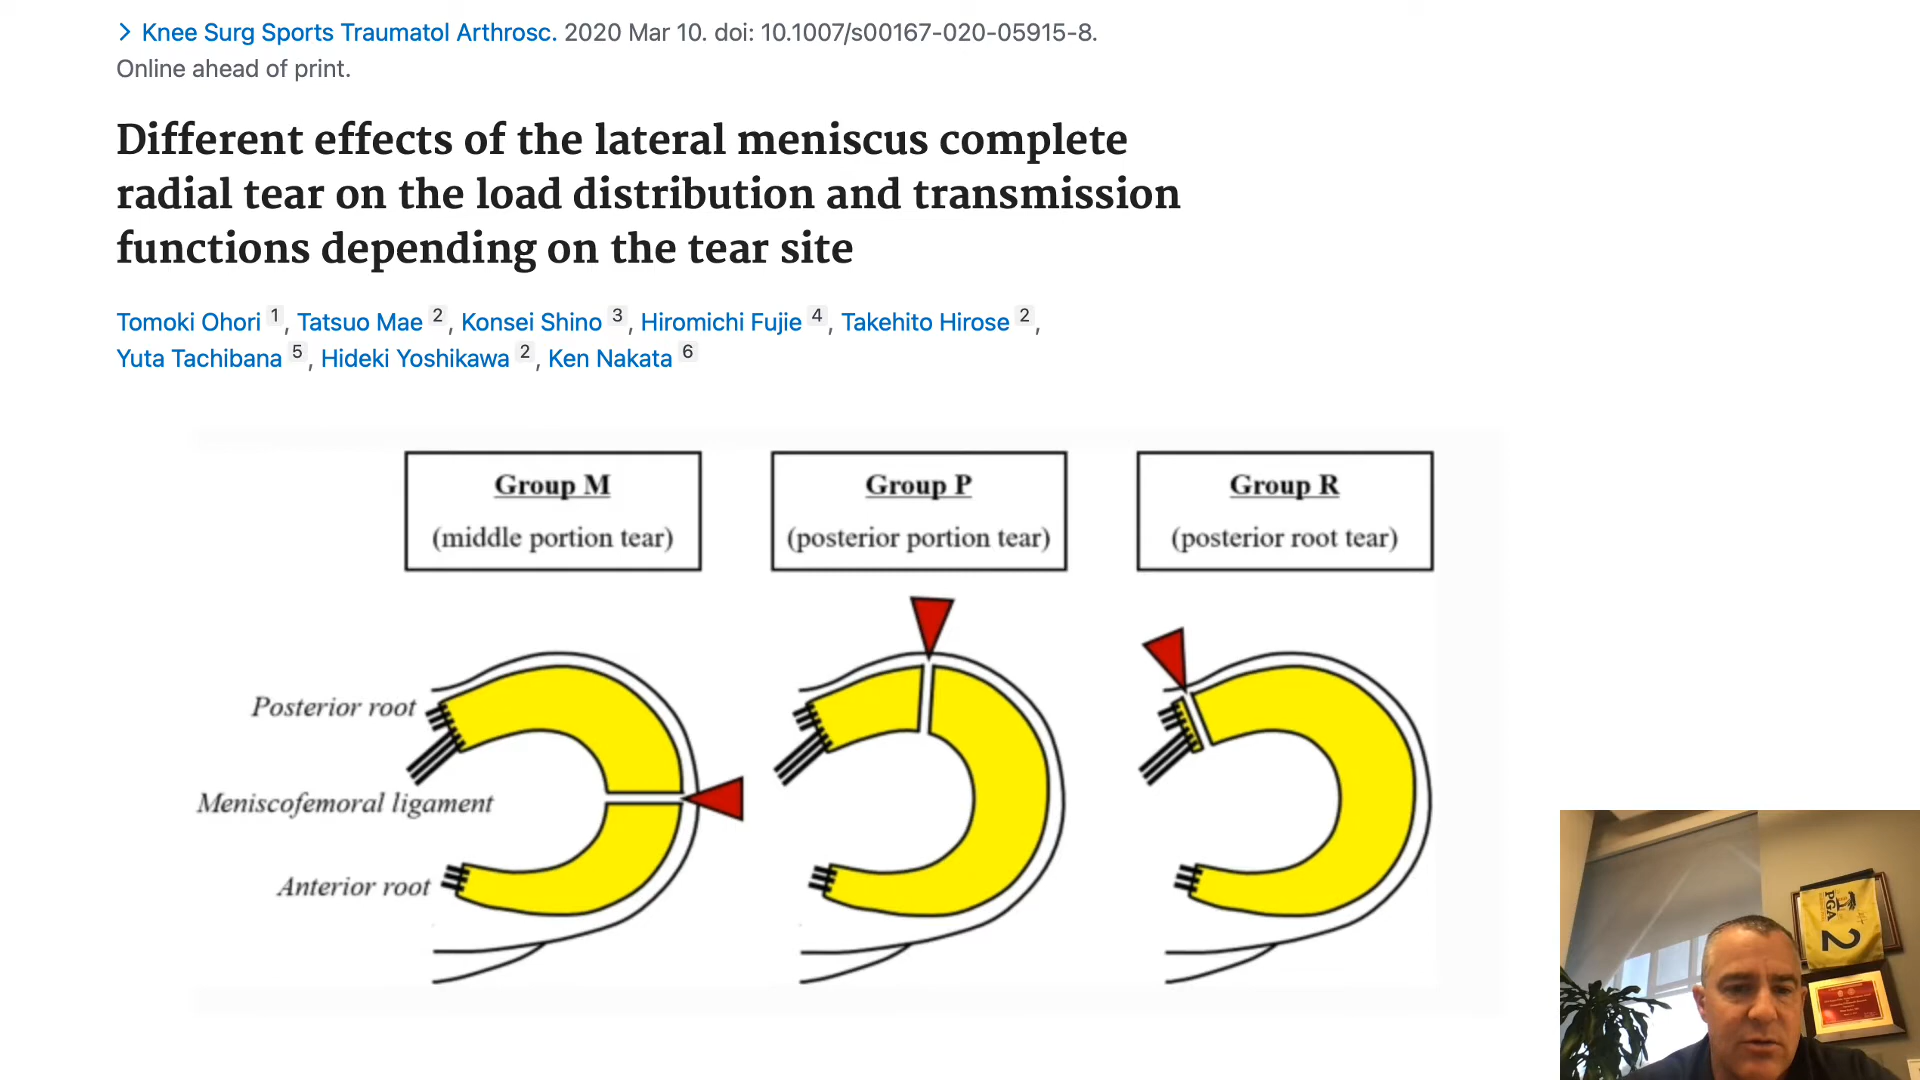 Knee Surg Sports Traumatol Arthrosc. 2020 Mar 10. doi: 10.1007/s00167-020-05915-8.
Online ahead of print.
Different effects of the lateral meniscus complete
radial tear on the load distribution and transmission
functions depending on the tear site
Tomoki Ohori 1, Tatsuo Mae 2, Konsei Shino 3, Hiromichi Fujie 4, Takehito Hirose 2,
Yuta Tachibana 5, Hideki Yoshikawa 2, Ken Nakata 6
Group M
(middle portion tear)
Group P
(posterior portion tear)
Group R
(posterior root tear)
Posterior root
Meniscofemoral ligament
Anterior root
PGA
2